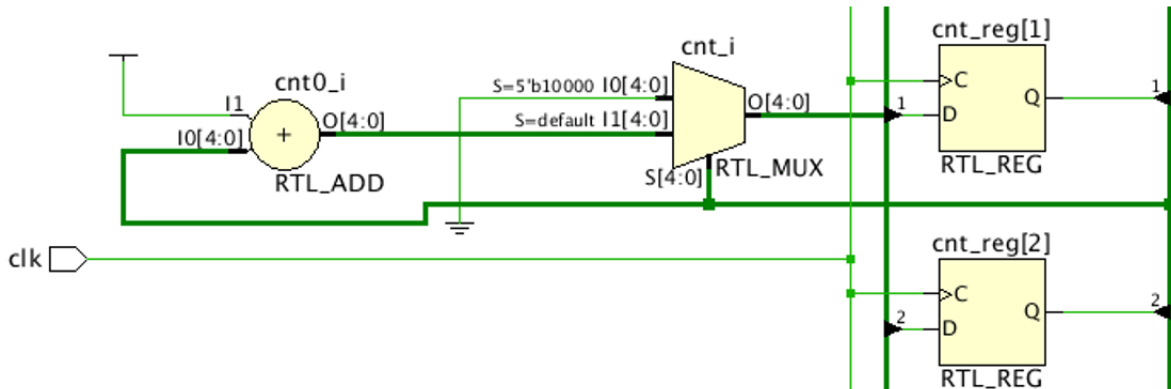 cnt_reg[1]
cnt_i
cnt0_i
S=5'b10000 I0[4:0]
C
Q
1
I1
O[4:0]
1
D
O[4:0]
S=default I1[4:0]
+
I0[4:0]
RTL_REG
RTL_MUX
S[4:0]
RTL_ADD
cnt_reg[2]
clk
C
Q
2
2
D
RTL_REG